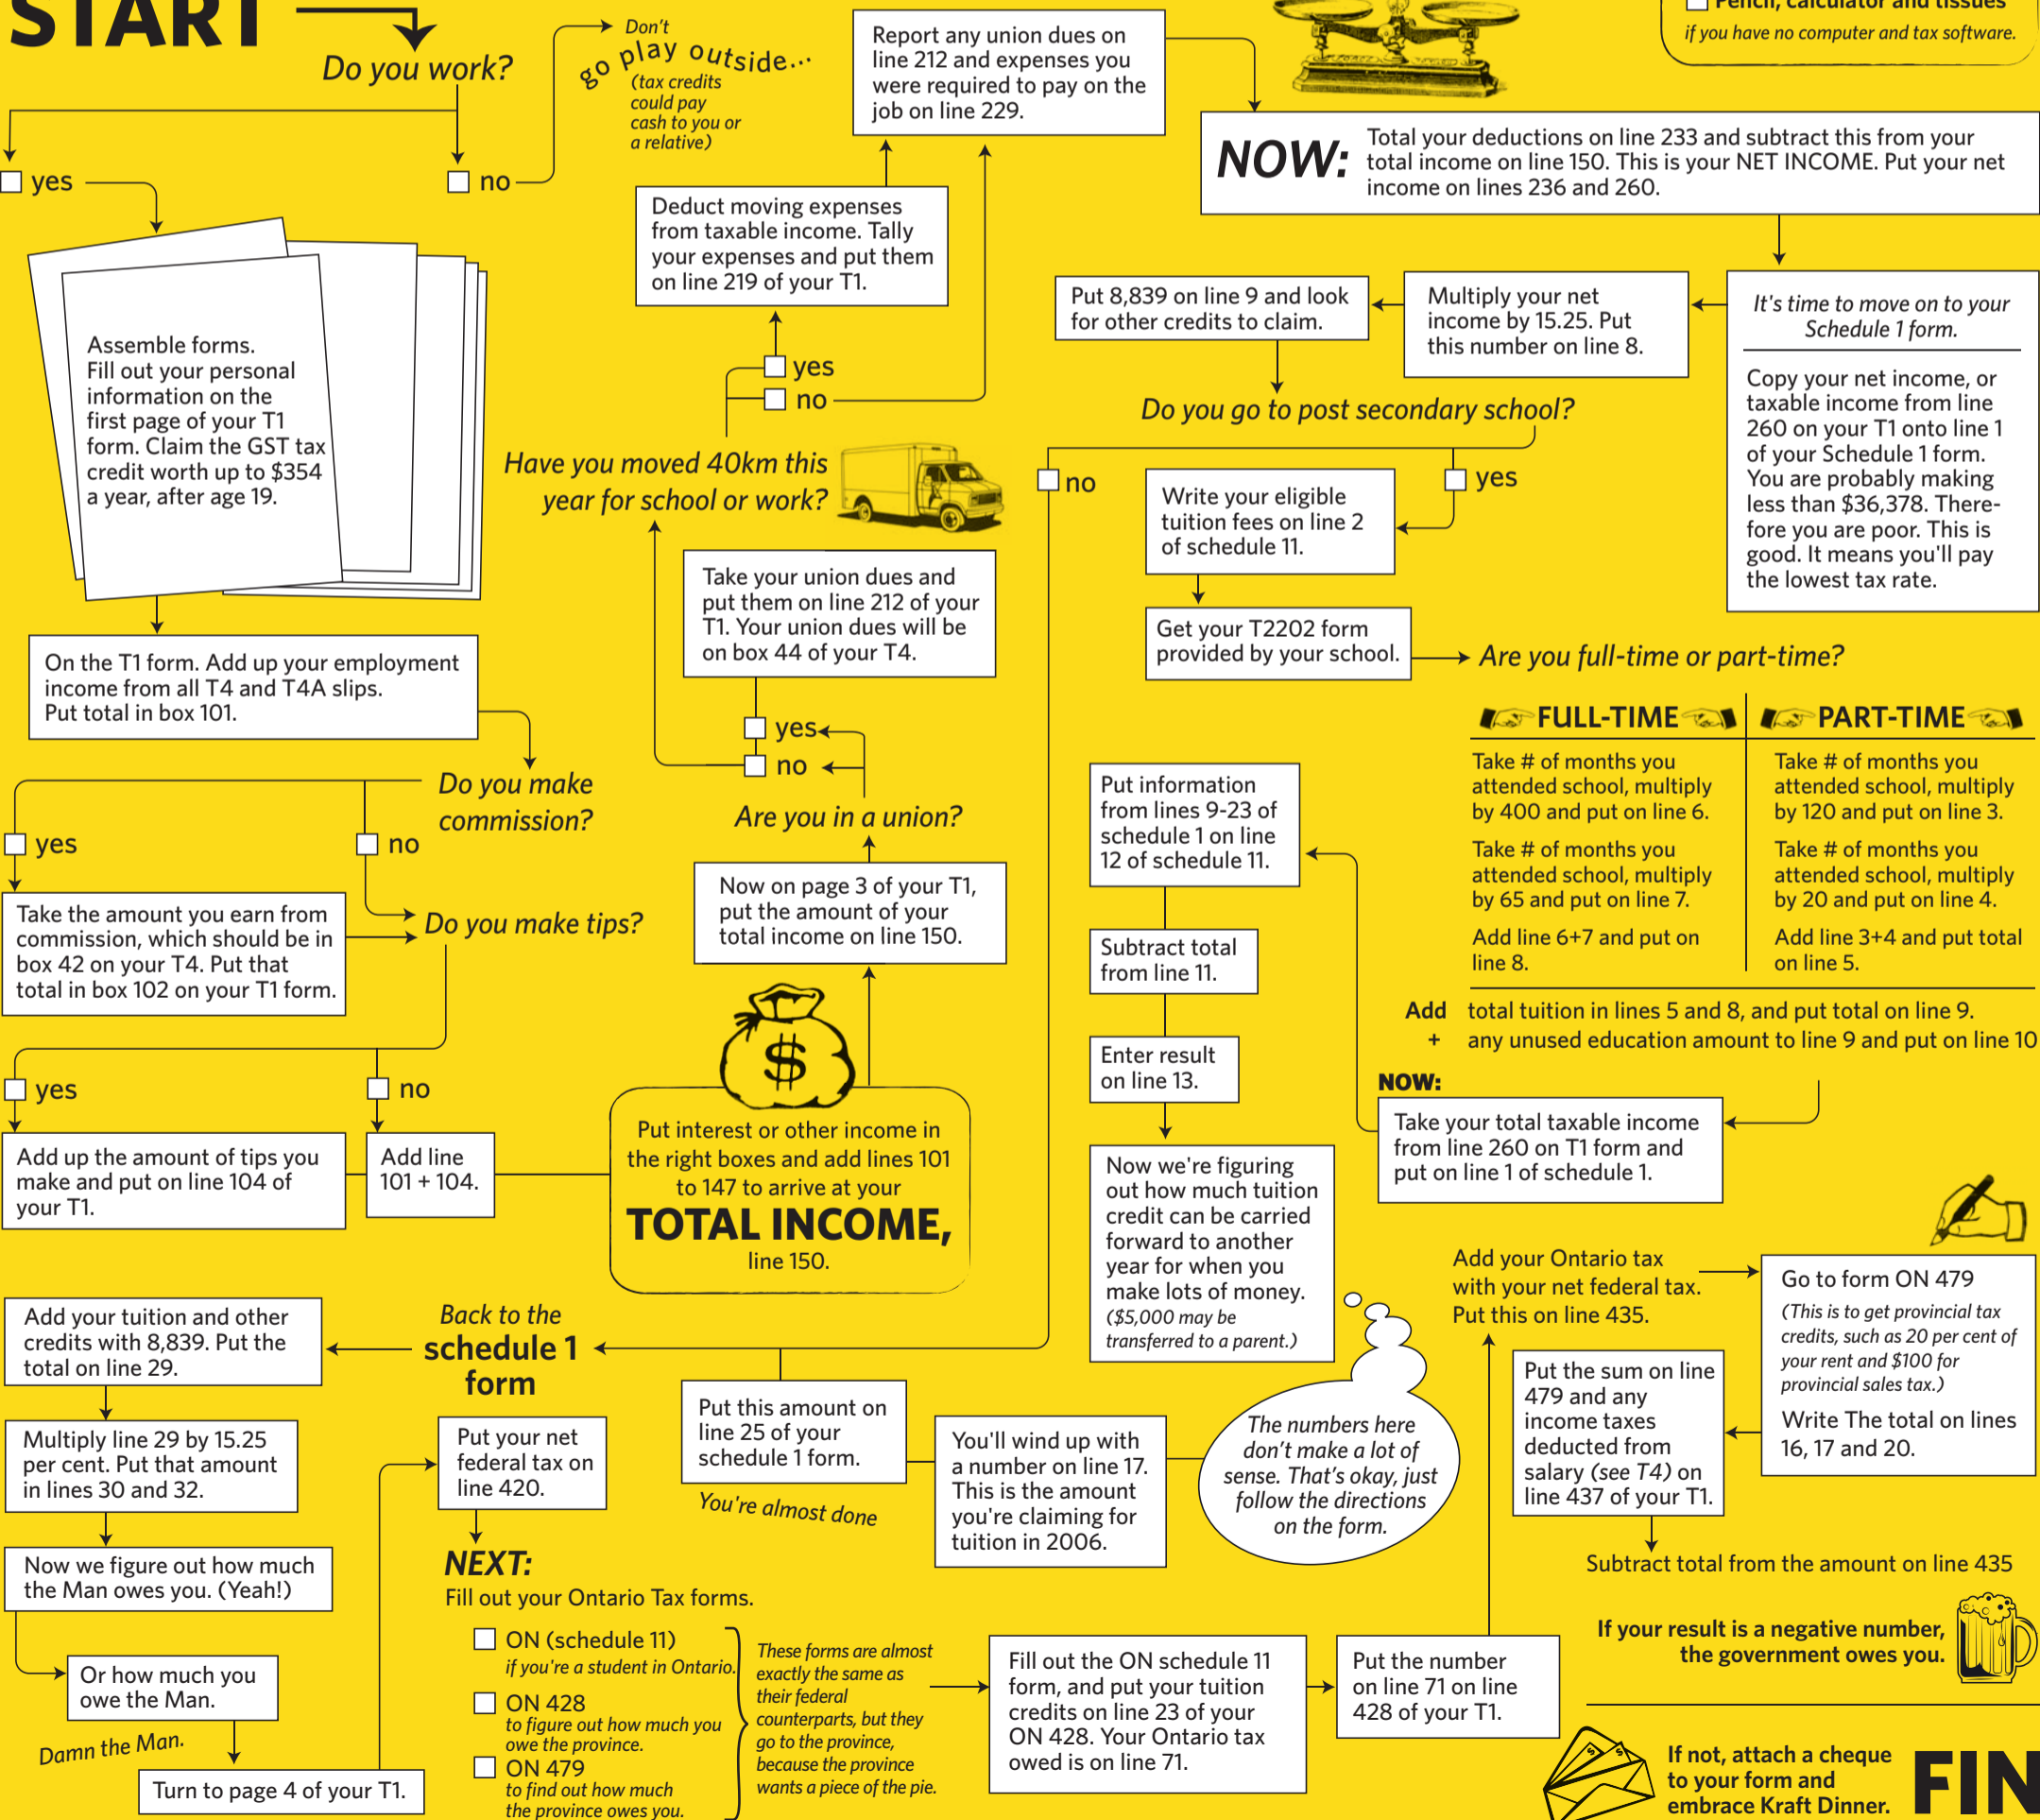 START
Do you work?
yes
no
Don't
go play outside...
(tax credits
could pay
cash to you or
a relative)
Report any union dues on
line 212 and expenses you
were required to pay on the
job on line 229.
Pencil, calculator and tissues
if you have no computer and tax software.
NOW:
Total your deductions on line 233 and subtract this from your
total income on line 150. This is your NET INCOME. Put your net
income on lines 236 and 260.
Deduct moving expenses
from taxable income. Tally
your expenses and put them
on line 219 of your T1.
yes
no
Have you moved 40km this
year for school or work?
Assemble forms.
Fill out your personal
information on the
first page of your T1
form. Claim the GST tax
credit worth up to $354
a year, after age 19.
On the T1 form. Add up your employment
income from all T4 and T4A slips.
Put total in box 101.
Do you make
commission?
yes
no
Take the amount you earn from
commission, which should be in
box 42 on your T4. Put that
total in box 102 on your T1 form.
Do you make tips?
yes
no
Add up the amount of tips you
make and put on line 104 of
your T1.
Add line
101 + 104.
$
Put interest or other income in
the right boxes and add lines 101
to 147 to arrive at your
TOTAL INCOME,
line 150.
Now on page 3 of your T1,
put the amount of your
total income on line 150.
Are you in a union?
yes
no
Take your union dues and
put them on line 212 of your
T1. Your union dues will be
on box 44 of your T4.
It's time to move on to your
Schedule 1 form.
Copy your net income, or
taxable income from line
260 on your T1 onto line 1
of your Schedule 1 form.
You are probably making
less than $36,378. There-
fore you are poor. This is
good. It means you'll pay
the lowest tax rate.
Multiply your net
income by 15.25. Put
this number on line 8.
Put 8,839 on line 9 and look
for other credits to claim.
Do you go to post secondary school?
no
yes
Write your eligible
tuition fees on line 2
of schedule 11.
Get your T2202 form
provided by your school.
Are you full-time or part-time?
FULL-TIME
Take # of months you
attended school, multiply
by 400 and put on line 6.
Take # of months you
attended school, multiply
by 65 and put on line 7.
Add line 6+7 and put on
line 8.
PART-TIME
Take # of months you
attended school, multiply
by 120 and put on line 3.
Take # of months you
attended school, multiply
by 20 and put on line 4.
Add line 3+4 and put total
on line 5.
Add total tuition in lines 5 and 8, and put total on line 9.
+ any unused education amount to line 9 and put on line 10
NOW:
Take your total taxable income
from line 260 on T1 form and
put on line 1 of schedule 1.
Put information
from lines 9-23 of
schedule 1 on line
12 of schedule 11.
Subtract total
from line 11.
Enter result
on line 13.
Now we're figuring
out how much tuition
credit can be carried
forward to another
year for when you
make lots of money.
($5,000 may be
transferred to a parent.)
The numbers here
don't make a lot of
sense. That's okay, just
follow the directions
on the form.
You'll wind up with
a number on line 17.
This is the amount
you're claiming for
tuition in 2006.
Put this amount on
line 25 of your
schedule 1 form.
You're almost done
Back to the
schedule 1
form
Add your tuition and other
credits with 8,839. Put the
total on line 29.
Multiply line 29 by 15.25
per cent. Put that amount
in lines 30 and 32.
Now we figure out how much
the Man owes you. (Yeah!)
Or how much you
owe the Man.
Damn the Man.
Turn to page 4 of your T1.
Put your net
federal tax on
line 420.
NEXT:
Fill out your Ontario Tax forms.
ON (schedule 11)
if you're a student in Ontario.
ON 428
to figure out how much you
owe the province.
ON 479
to find out how much
the province owes you.
These forms are almost
exactly the same as
their federal
counterparts, but they
go to the province,
because the province
wants a piece of the pie.
Fill out the ON schedule 11
form, and put your tuition
credits on line 23 of your
ON 428. Your Ontario tax
owed is on line 71.
Put the number
on line 71 on line
428 of your T1.
Add your Ontario tax
with your net federal tax.
Put this on line 435.
Go to form ON 479
(This is to get provincial tax
credits, such as 20 per cent of
your rent and $100 for
provincial sales tax.)
Write The total on lines
16, 17 and 20.
Put the sum on line
479 and any
income taxes
deducted from
salary (see T4) on
line 437 of your T1.
Subtract total from the amount on line 435
If your result is a negative number,
the government owes you.
$ $
If not, attach a cheque
to your form and
embrace Kraft Dinner.
FIN